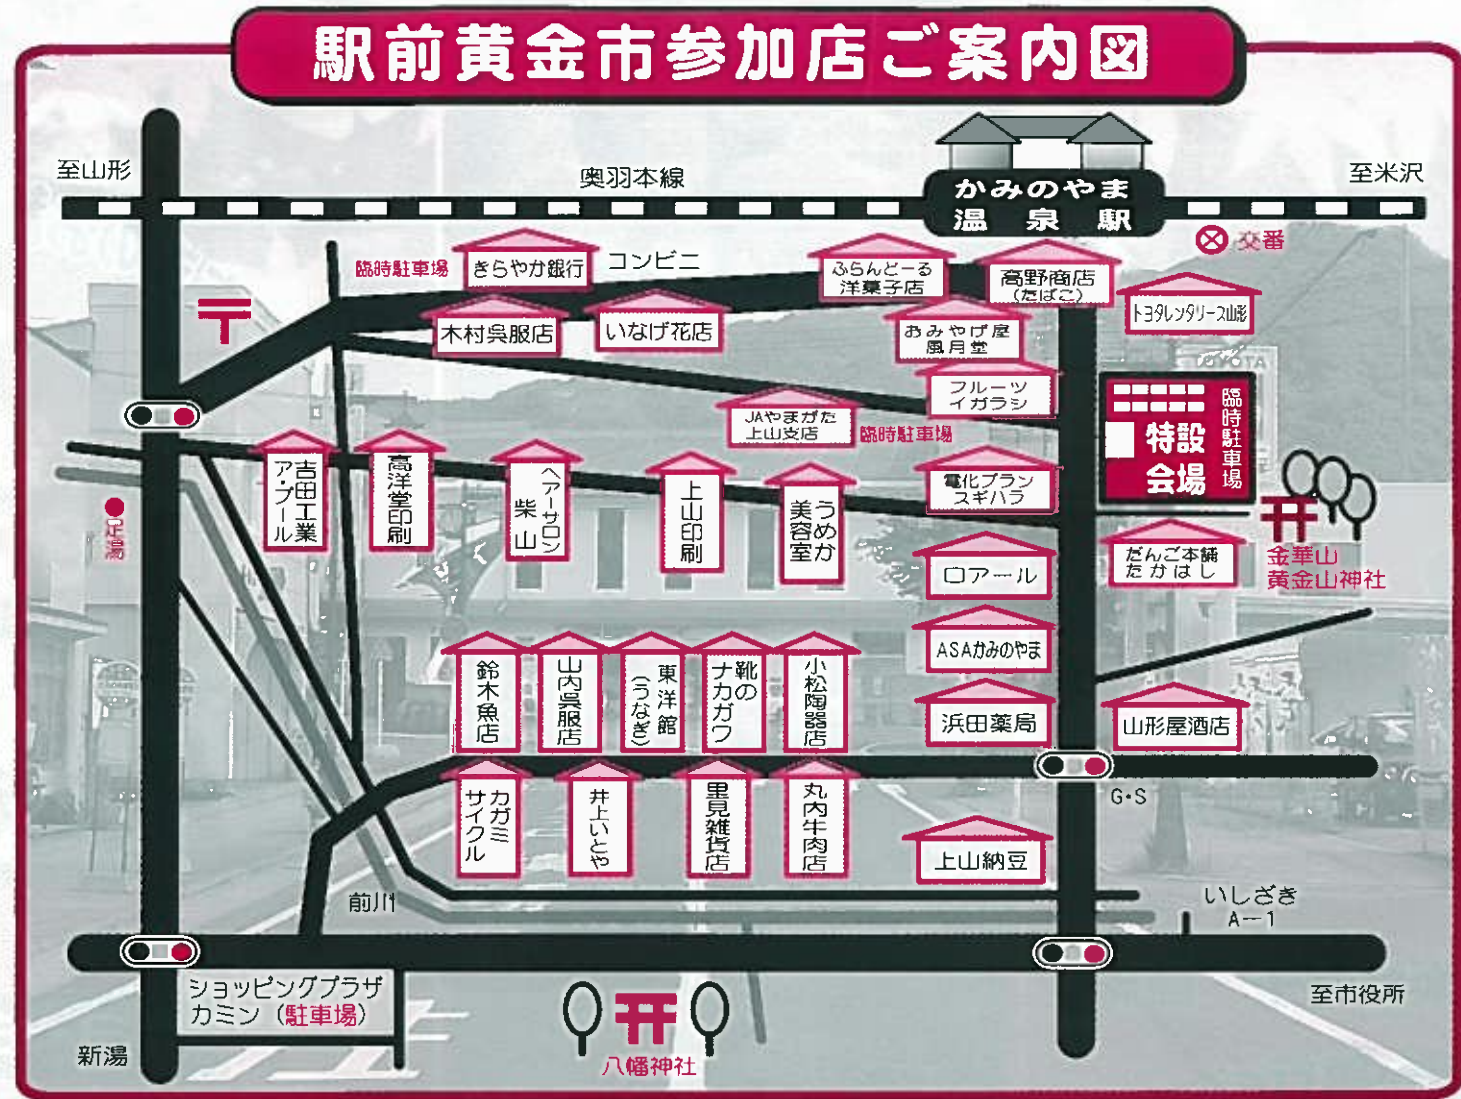 駅前黄金市参加店ご案内図
至山形
奥羽本線
至米沢
かみのやま
温泉駅
交番
臨時駐車場
きらやか銀行
コンビニ
ふらんどーる
洋菓子店
高野商店
(たばこ)
トヨタレンタリース山形
木村呉服店
いなげ花店
おみやげ屋
風月堂
フルーツ
イガラシ
JAやまがた
上山支店
臨時駐車場
特設
会場
臨時駐車場
吉田工業
ア・プール
高洋堂印刷
ヘアーサロン
柴山
上山印刷
うめか
美容室
電化プラン
スギハラ
足湯
ロアール
だんご本舗
たかはし
金華山
黄金山神社
ASAかみのやま
鈴木魚店
山内呉服店
東洋館
(うなぎ)
靴の
ナカガワ
小松陶器店
浜田薬局
山形屋酒店
カガミ
サイクル
井上いとや
里見雑貨店
丸内牛肉店
G・S
上山納豆
前川
いしざき
A-1
ショッピングプラザ
カミン(駐車場)
至市役所
新湯
八幡神社